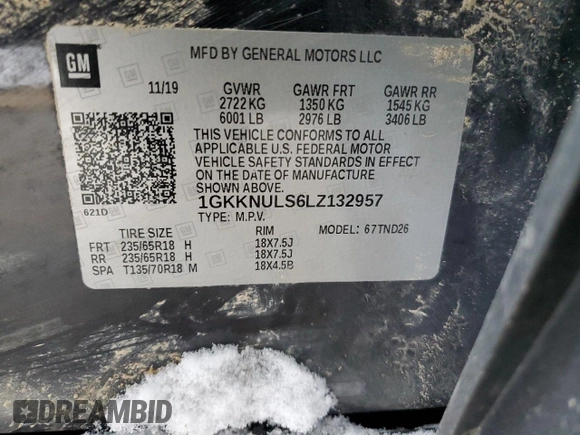 GM
MFD BY GENERAL MOTORS LLC
11/19 GVWR GAWR FRT GAWR RR
2722 KG 1350 KG 1545 KG
6001 LB 2976 LB 3406 LB
THIS VEHICLE CONFORMS TO ALL
APPLICABLE U.S. FEDERAL MOTOR
VEHICLE SAFETY STANDARDS IN EFFECT
ON THE DATE OF MANUFACTURE
SHOWN ABOVE.
621D
1GKKNULS6LZ132957
TYPE: M.P.V. MODEL: 67TND26
TIRE SIZE RIM
FRT 235/65R18 H 18X7.5J
RR 235/65R18 H 18X7.5J
SPA T135/70R18 M 18X4.5B
DREAMBID